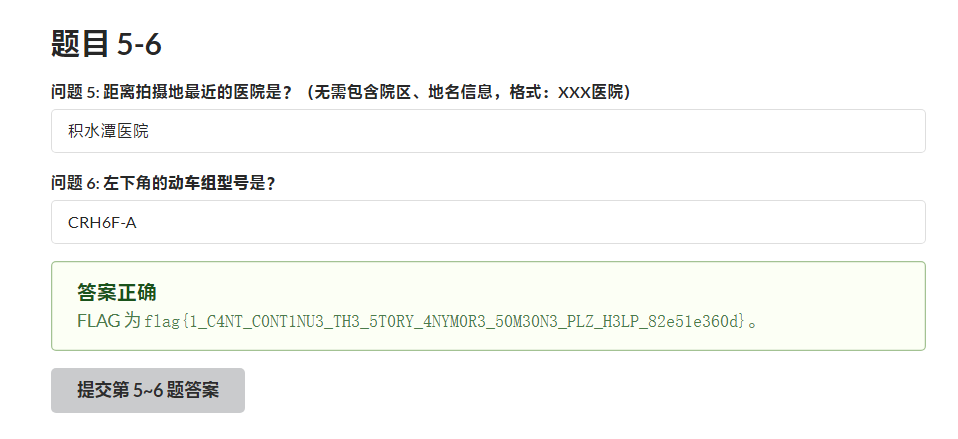 题目 5-6
问题 5: 距离拍摄地最近的医院是？（无需包含院区、地名信息，格式：XXX医院）
积水潭医院
问题 6: 左下角的动车组型号是？
CRH6F-A
答案正确
FLAG 为 flag{1_C4NT_C0NT1NU3_TH3_5T0RY_4NYM0R3_50M30N3_PLZ_H3LP_82e51e360d}。
提交第 5~6 题答案